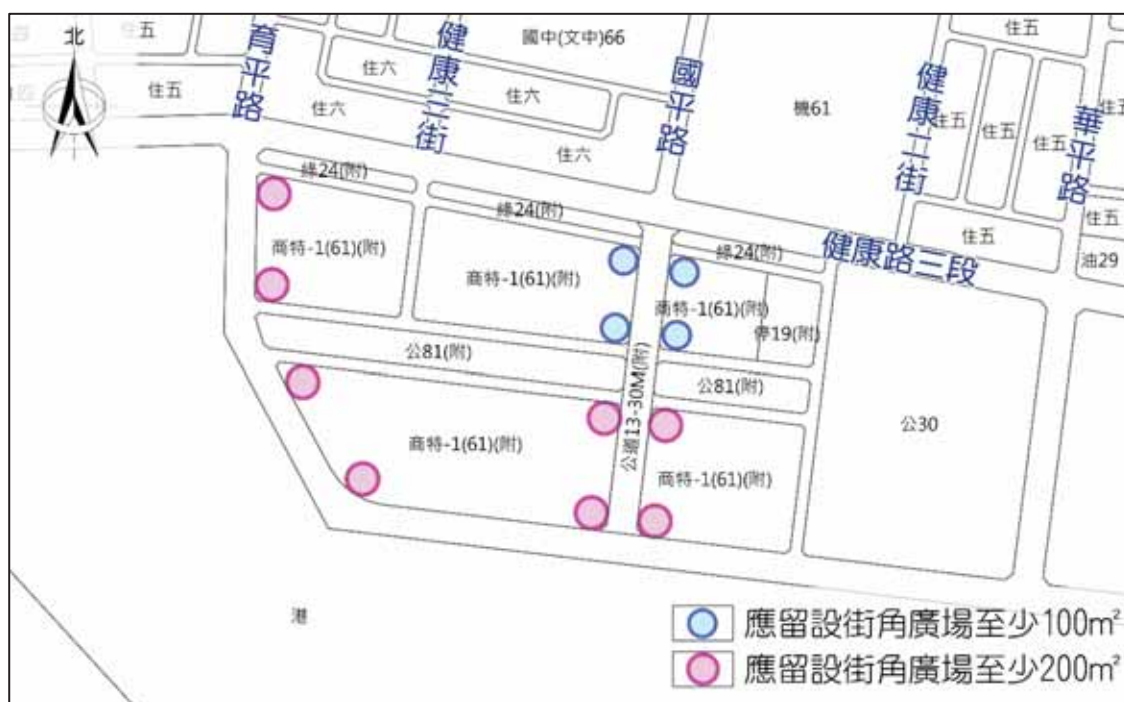 住五
住五
國中(文中)66
住五
北
育平路
健康三街
國平路
健康二街
華平路
住五
住六
住六
住六
住六
機61
住五
住五
住五
住五
住五
住五
油29
綠24(附)
綠24(附)
綠24(附)
健康路三段
商特-1(61)(附)
商特-1(61)(附)
商特-1(61)(附)
停19(附)
公81(附)
公81(附)
公道13-30M(附)
公30
商特-1(61)(附)
商特-1(61)(附)
港
應留設街角廣場至少100m²
應留設街角廣場至少200m²